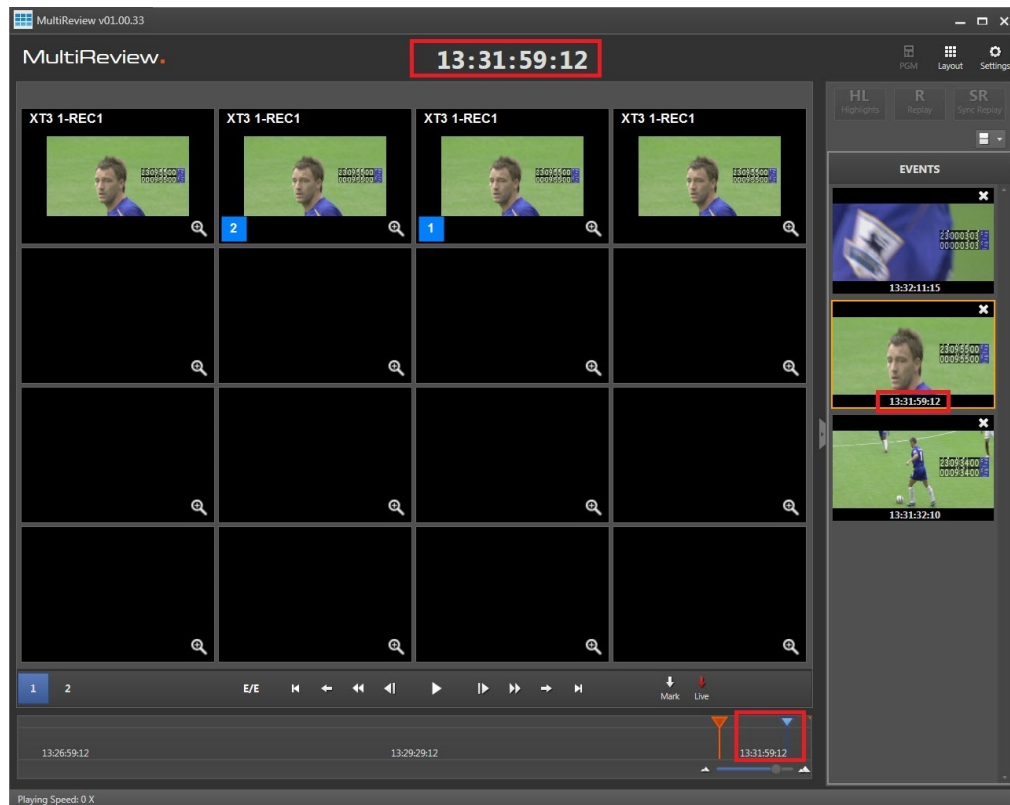 MultiReview v01.00.33
MultiReview.
13:31:59:12
PGM
Layout
Settings
HL
Highlights
R
Replay
SR
Sync Replay
EVENTS
XT3 1-REC1
XT3 1-REC1
XT3 1-REC1
XT3 1-REC1
2
1
13:32:11:15
13:31:59:12
13:31:32:10
1
2
E/E
Mark
Live
13:26:59:12
13:29:29:12
13:31:59:12
Playing Speed: 0 X